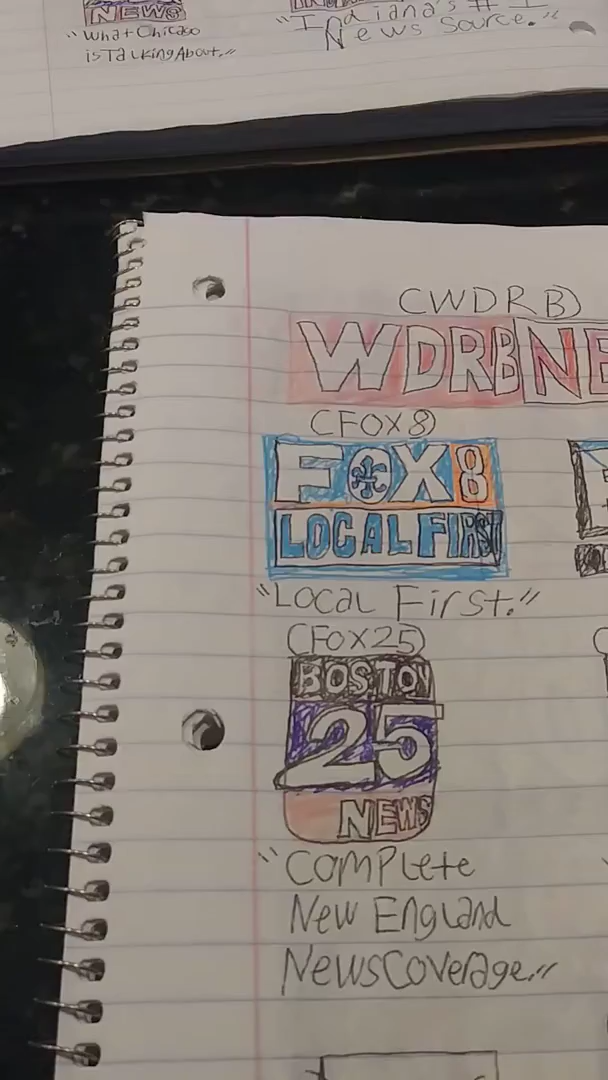 NEWS
"What Chicago
is Talking About."
"Indiana's #1
News Source."
(WDRB)
WDRB NE
(FOX 8)
FOX 8
LOCAL FIRST
"Local First."
(FOX 25)
BOSTON
25
NEWS
"Complete
New England
News Coverage."